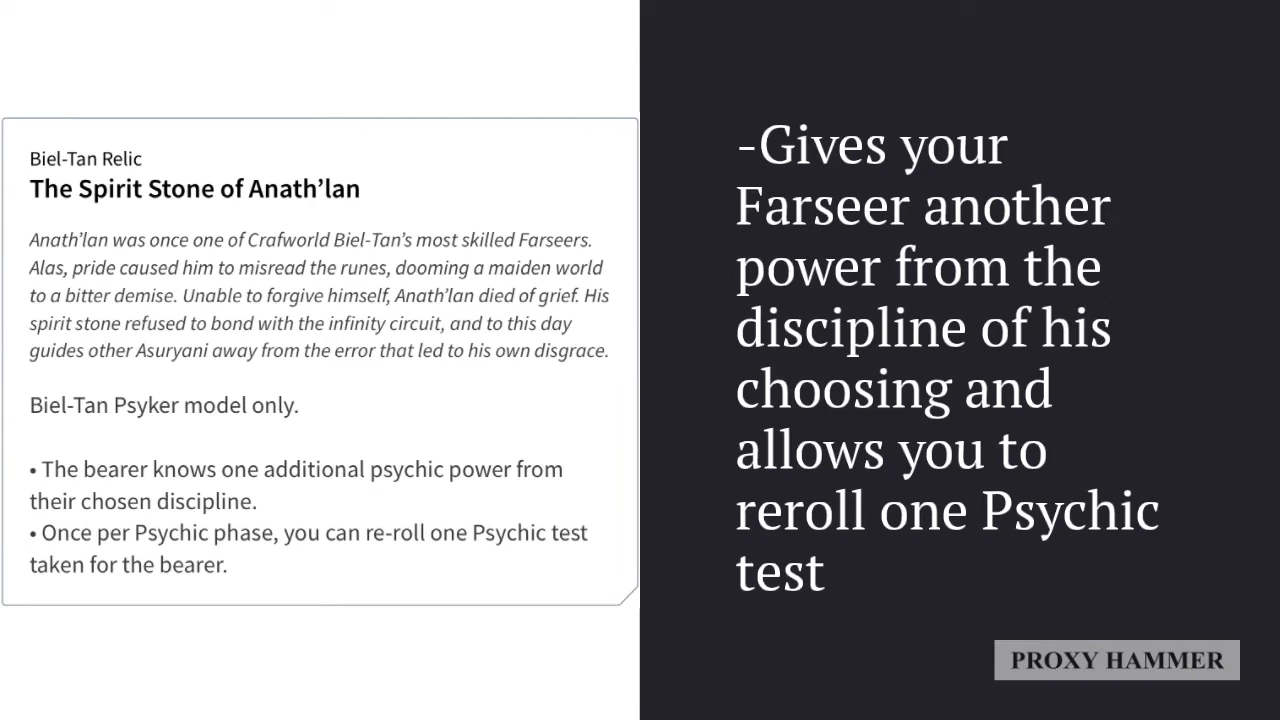 Biel-Tan Relic
The Spirit Stone of Anath’lan
Anath’lan was once one of Crafworld Biel-Tan’s most skilled Farseers.
Alas, pride caused him to misread the runes, dooming a maiden world
to a bitter demise. Unable to forgive himself, Anath’lan died of grief. His
spirit stone refused to bond with the infinity circuit, and to this day
guides other Asuryani away from the error that led to his own disgrace.
Biel-Tan Psyker model only.
• The bearer knows one additional psychic power from
their chosen discipline.
• Once per Psychic phase, you can re-roll one Psychic test
taken for the bearer.
-Gives your
Farseer another
power from the
discipline of his
choosing and
allows you to
reroll one Psychic
test
PROXY HAMMER